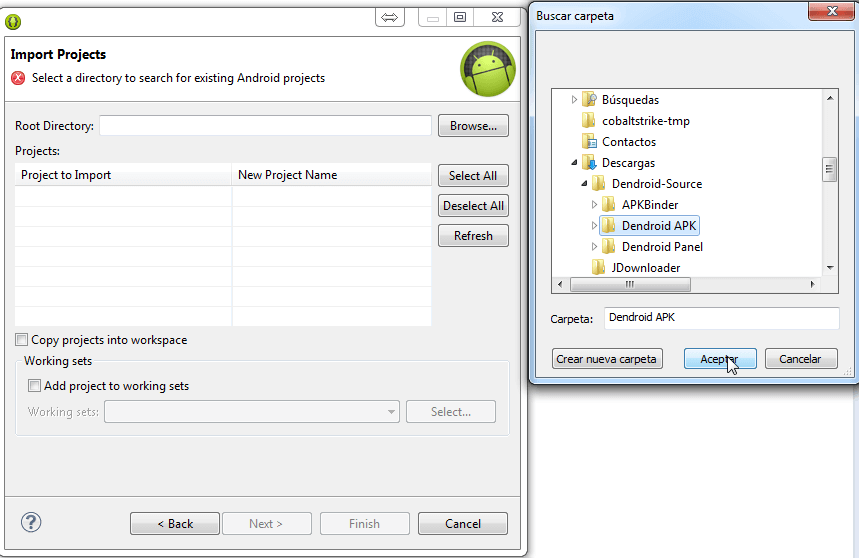 Import Projects
Select a directory to search for existing Android projects
Root Directory:
Browse...
Projects:
Project to Import
New Project Name
Select All
Deselect All
Refresh
Copy projects into workspace
Working sets
Add project to working sets
Working sets:
Select...
< Back
Next >
Finish
Cancel
Buscar carpeta
Búsquedas
cobaltstrike-tmp
Contactos
Descargas
Dendroid-Source
APKBinder
Dendroid APK
Dendroid Panel
JDownloader
Carpeta:
Dendroid APK
Crear nueva carpeta
Aceptar
Cancelar